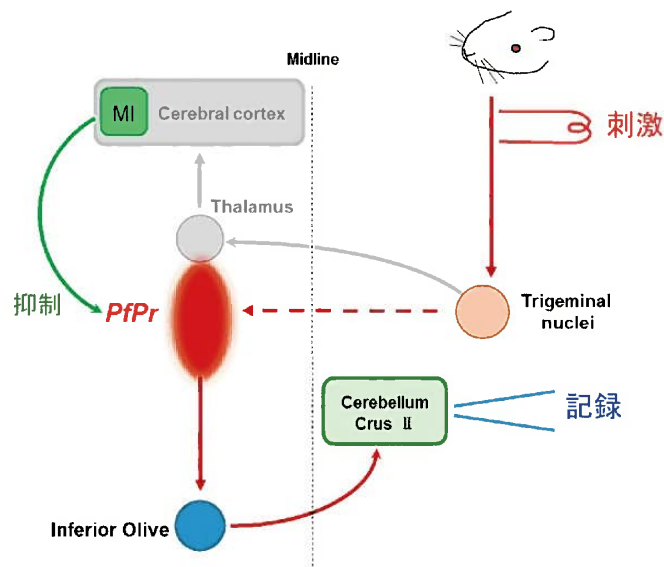 Midline
MI
Cerebral cortex
刺激
Thalamus
抑制
PfPr
Trigeminal
nuclei
Cerebellum
Crus Ⅱ
記録
Inferior Olive